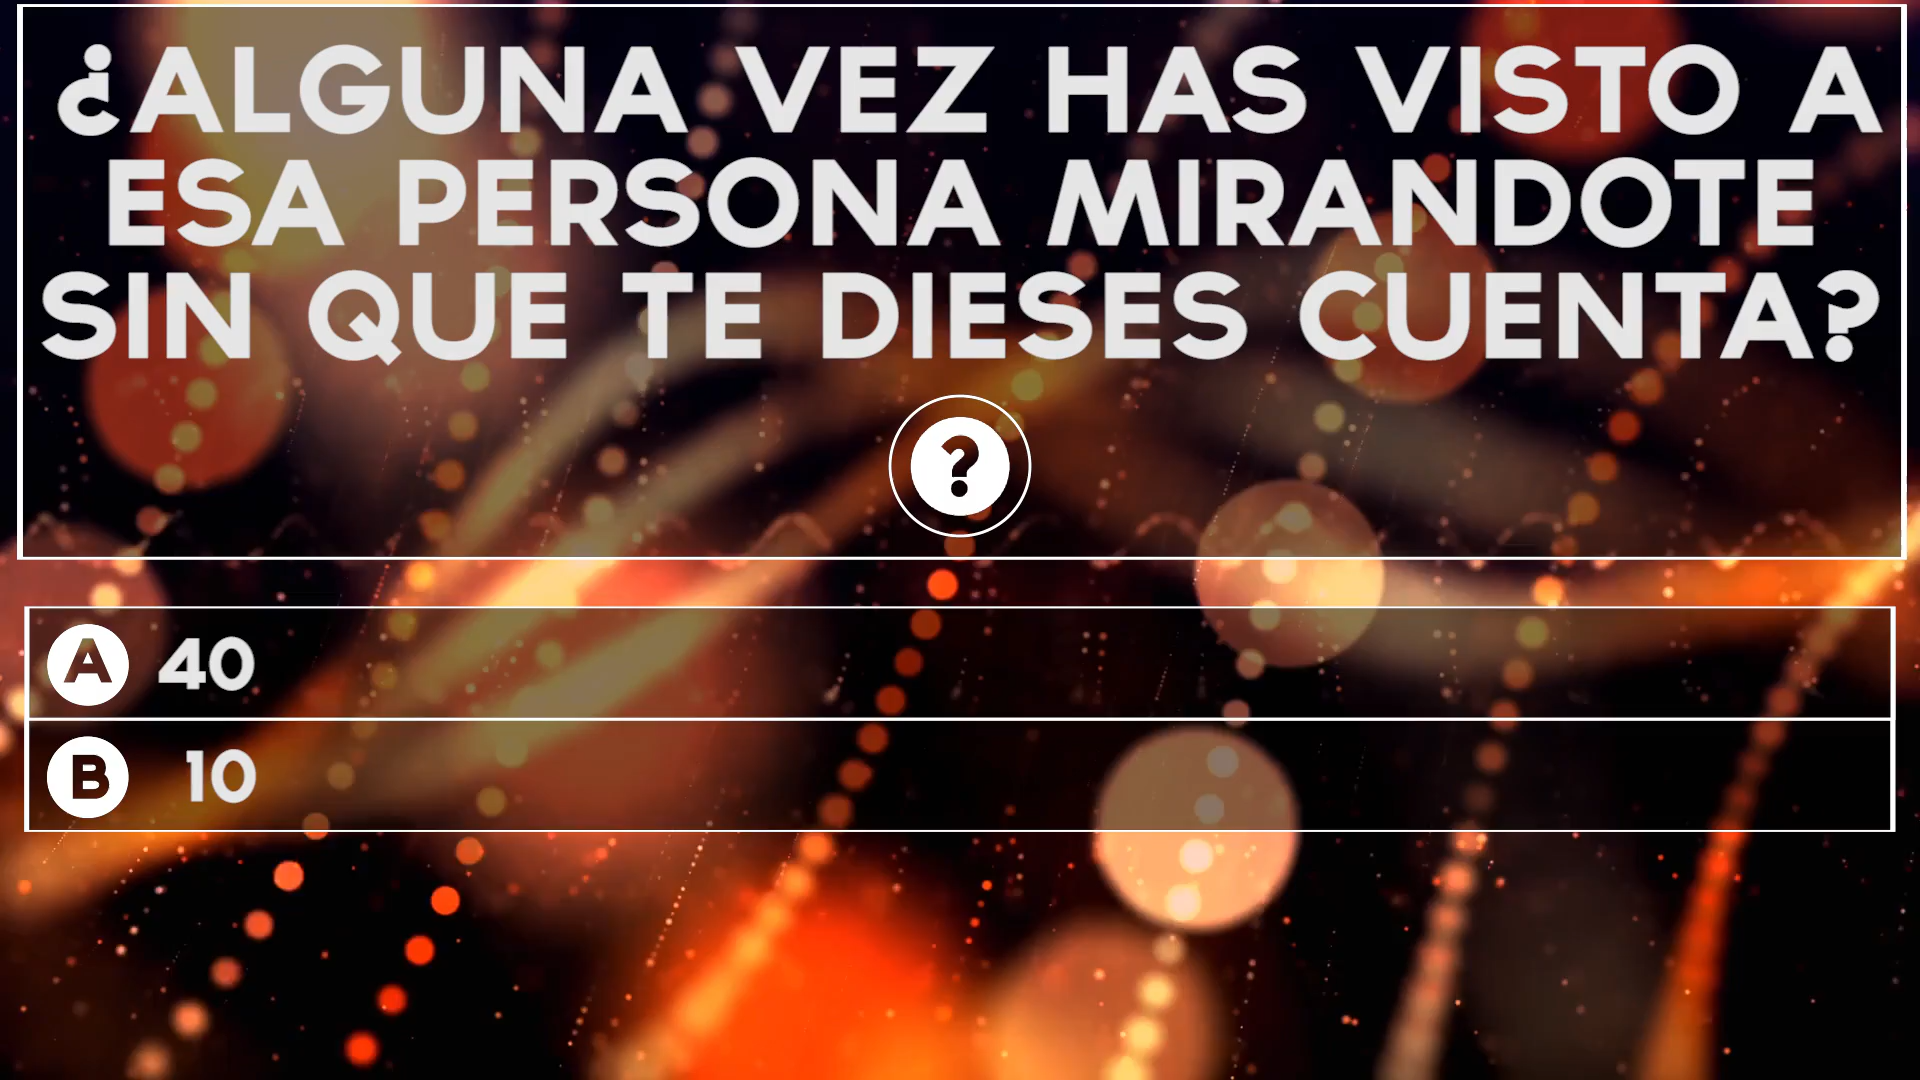 ¿ALGUNA VEZ HAS VISTO A
ESA PERSONA MIRANDOTE
SIN QUE TE DIESES CUENTA?
?
A 40
B 10